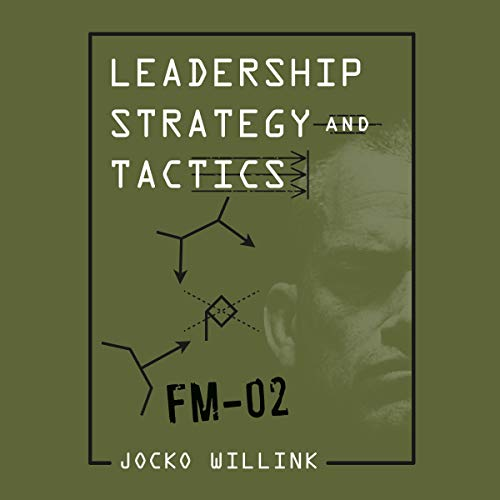 LEADERSHIP
STRATEGY AND
TACTICS
FM-02
JOCKO WILLINK